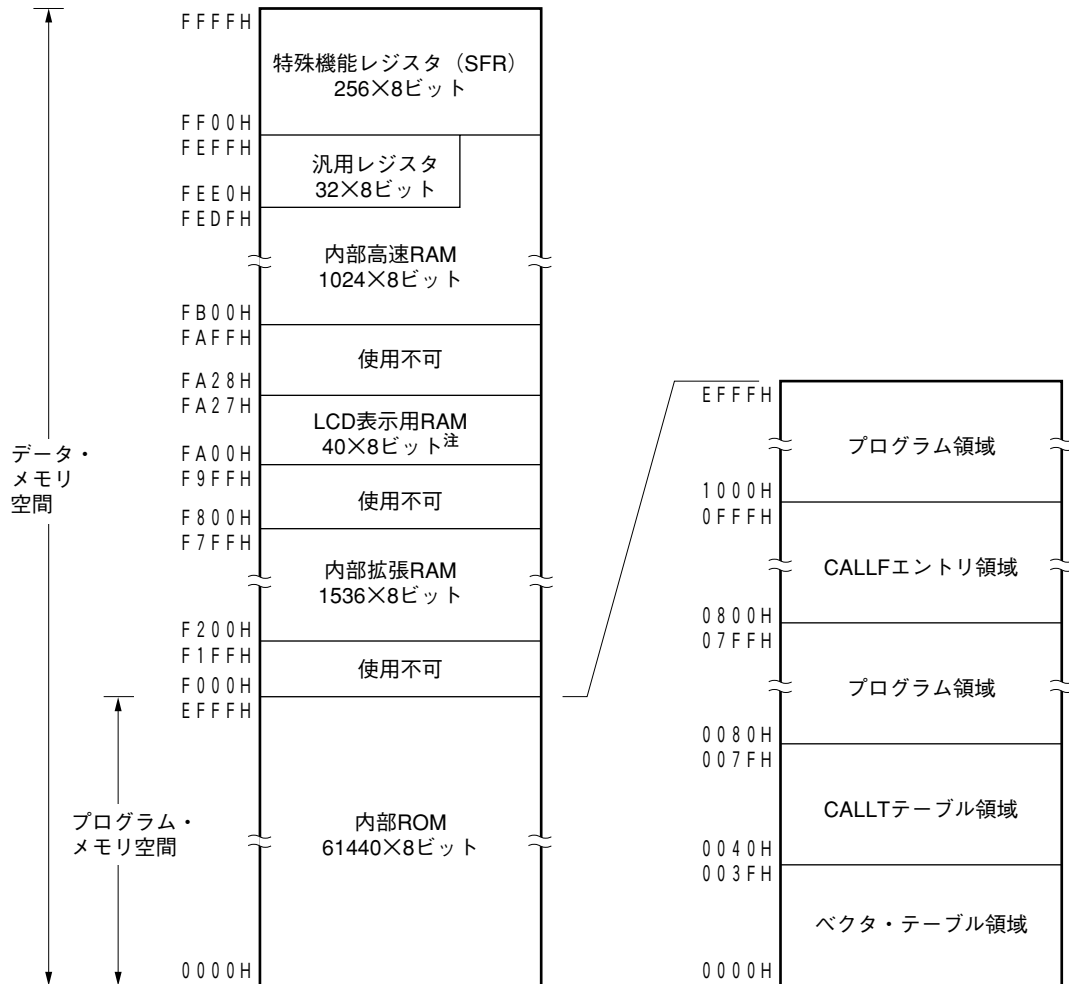 FFFFH
特殊機能レジスタ（SFR）
256×8ビット
FF00H
FEFFH
汎用レジスタ
32×8ビット
FEE0H
FEDFH
内部高速RAM
1024×8ビット
FB00H
FAFFH
使用不可
FA28H
FA27H
LCD表示用RAM
40×8ビット注
FA00H
F9FFH
使用不可
F800H
F7FFH
内部拡張RAM
1536×8ビット
F200H
F1FFH
使用不可
F000H
EFFFH
内部ROM
61440×8ビット
0000H
データ・
メモリ
空間
プログラム・
メモリ空間
EFFFH
プログラム領域
1000H
0FFFH
CALLFエントリ領域
0800H
07FFH
プログラム領域
0080H
007FH
CALLTテーブル領域
0040H
003FH
ベクタ・テーブル領域
0000H